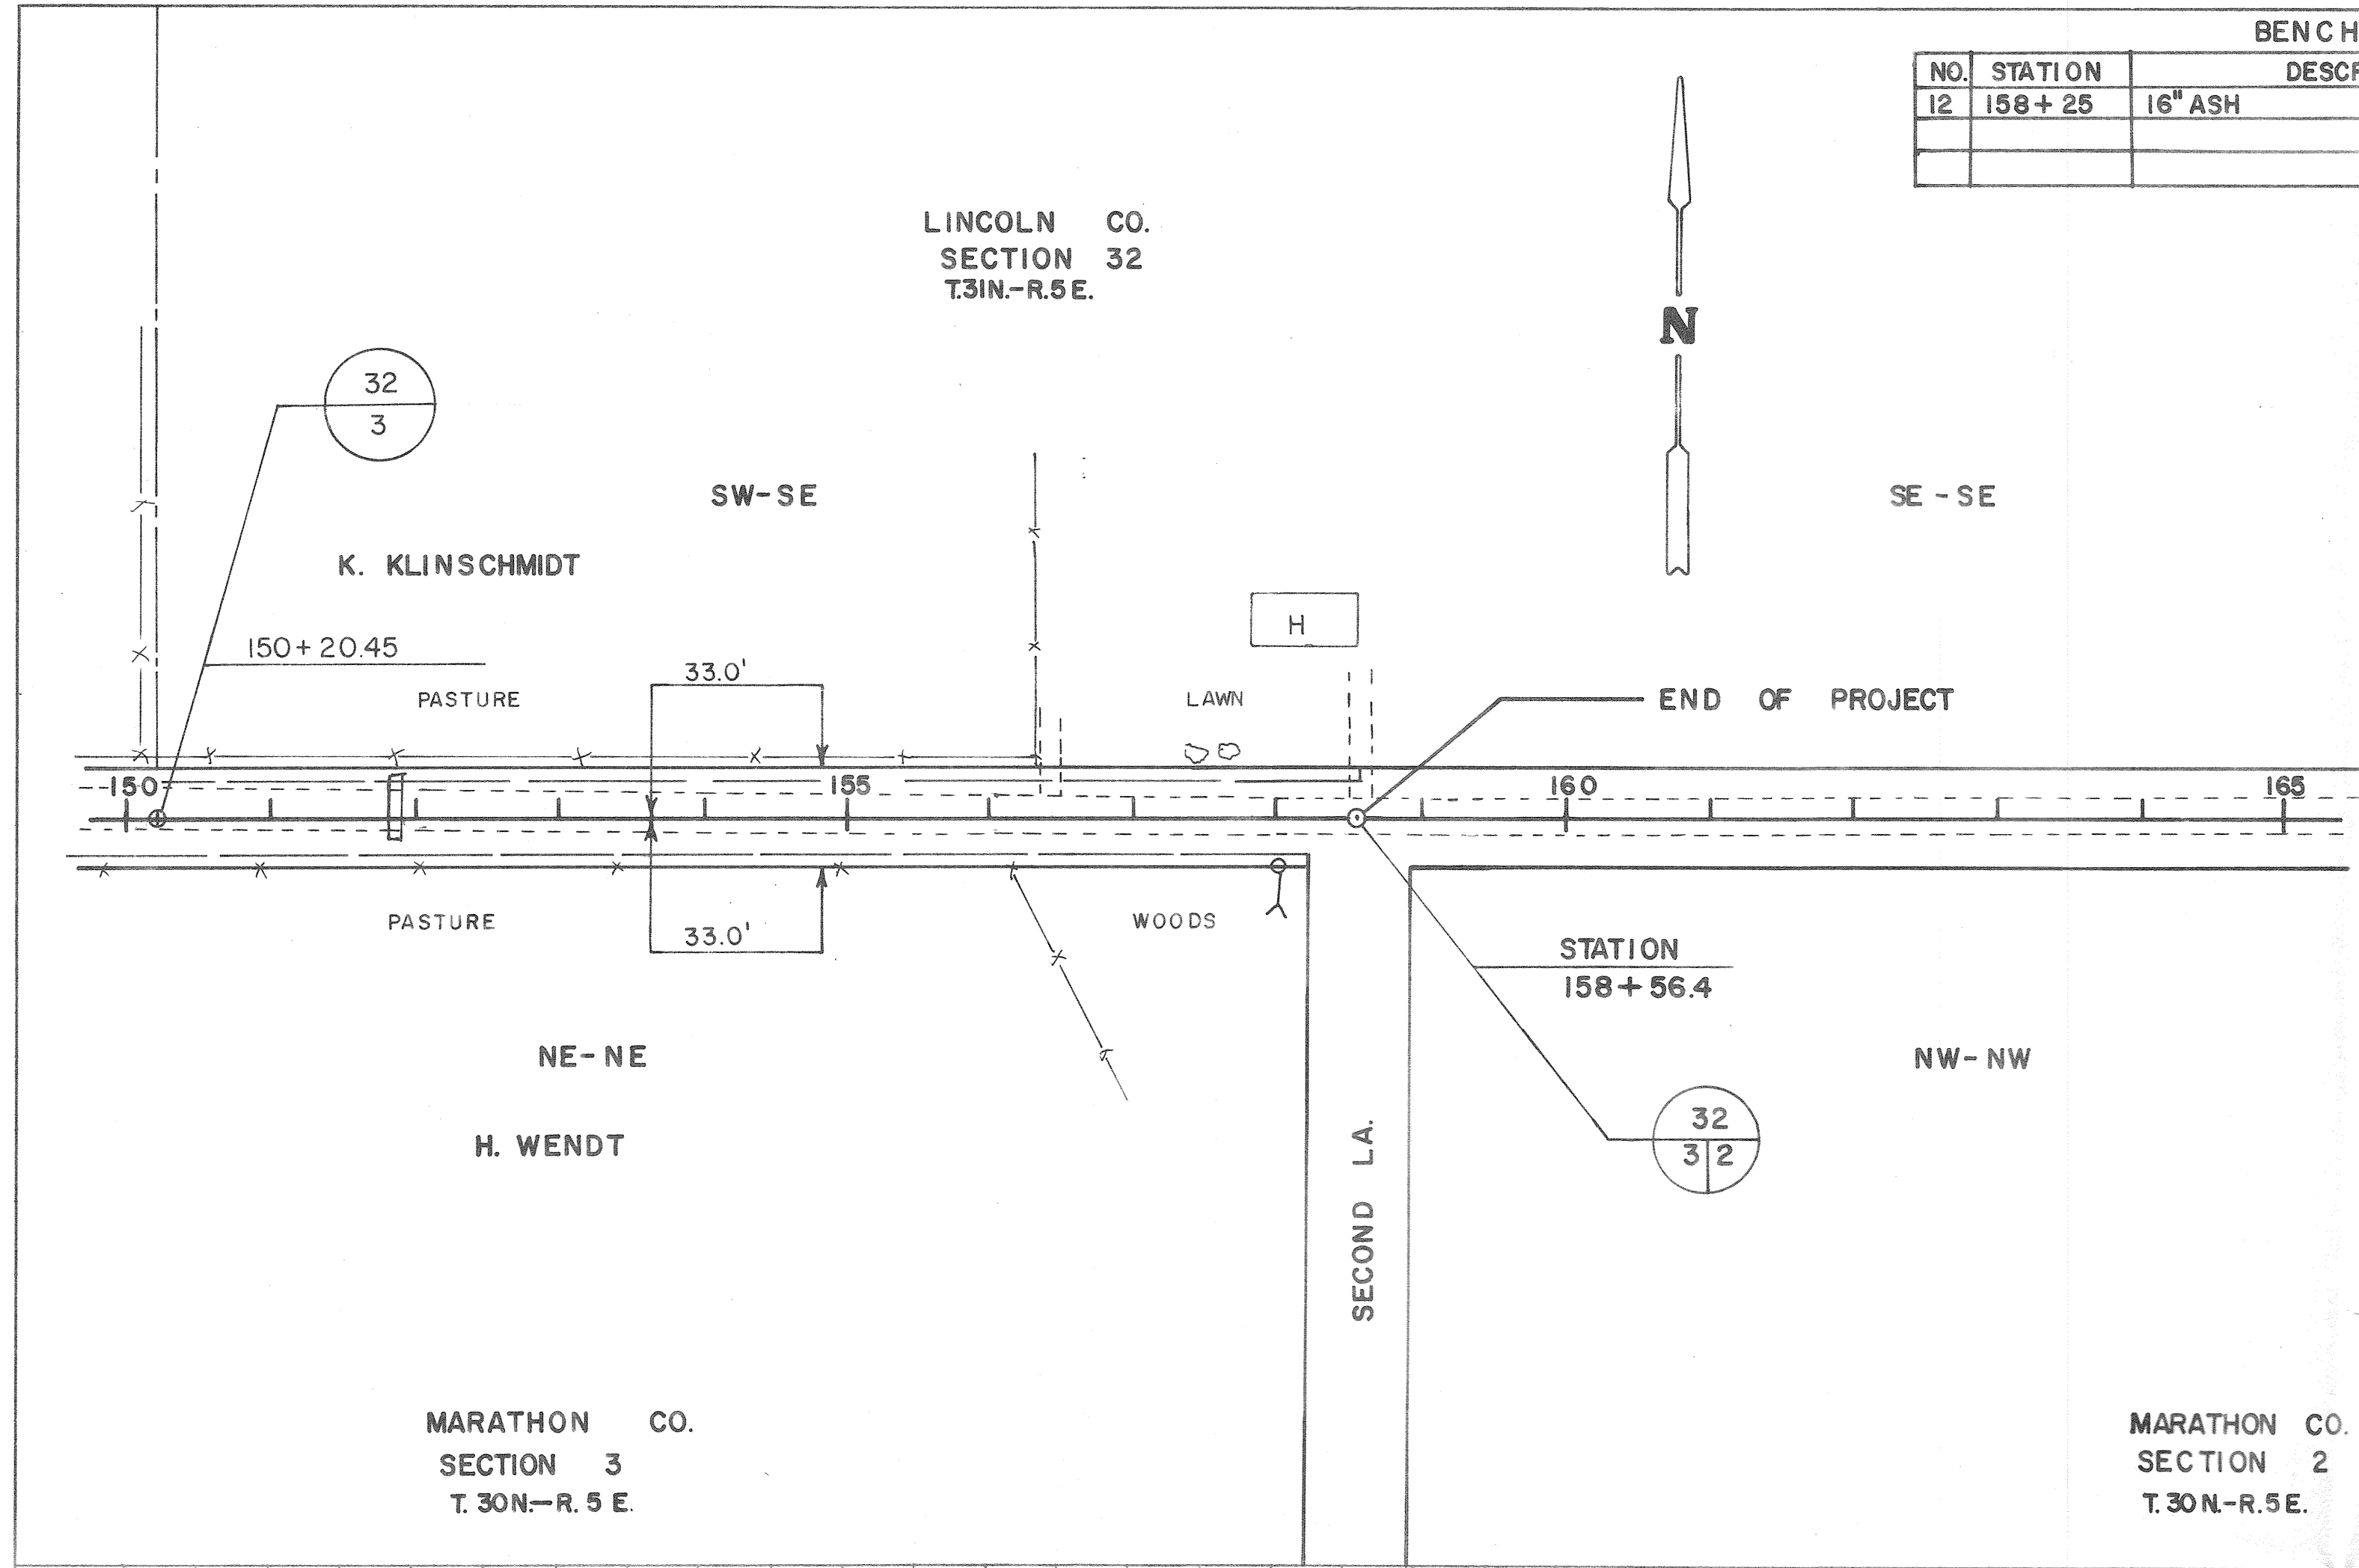 BENCH
NO. STATION DESCR
12 158+25 16" ASH
LINCOLN CO.
SECTION 32
T.31N.-R.5E.
N
32
3
SW-SE
SE-SE
K. KLINSCHMIDT
H
150+20.45
33.0'
PASTURE
LAWN
END OF PROJECT
150 155 160 165
PASTURE
33.0'
WOODS
STATION
158+56.4
NE-NE
NW-NW
32
3 2
H. WENDT
SECOND LA.
MARATHON CO.
SECTION 3
T. 30N.-R. 5 E.
MARATHON CO.
SECTION 2
T. 30 N.-R.5E.